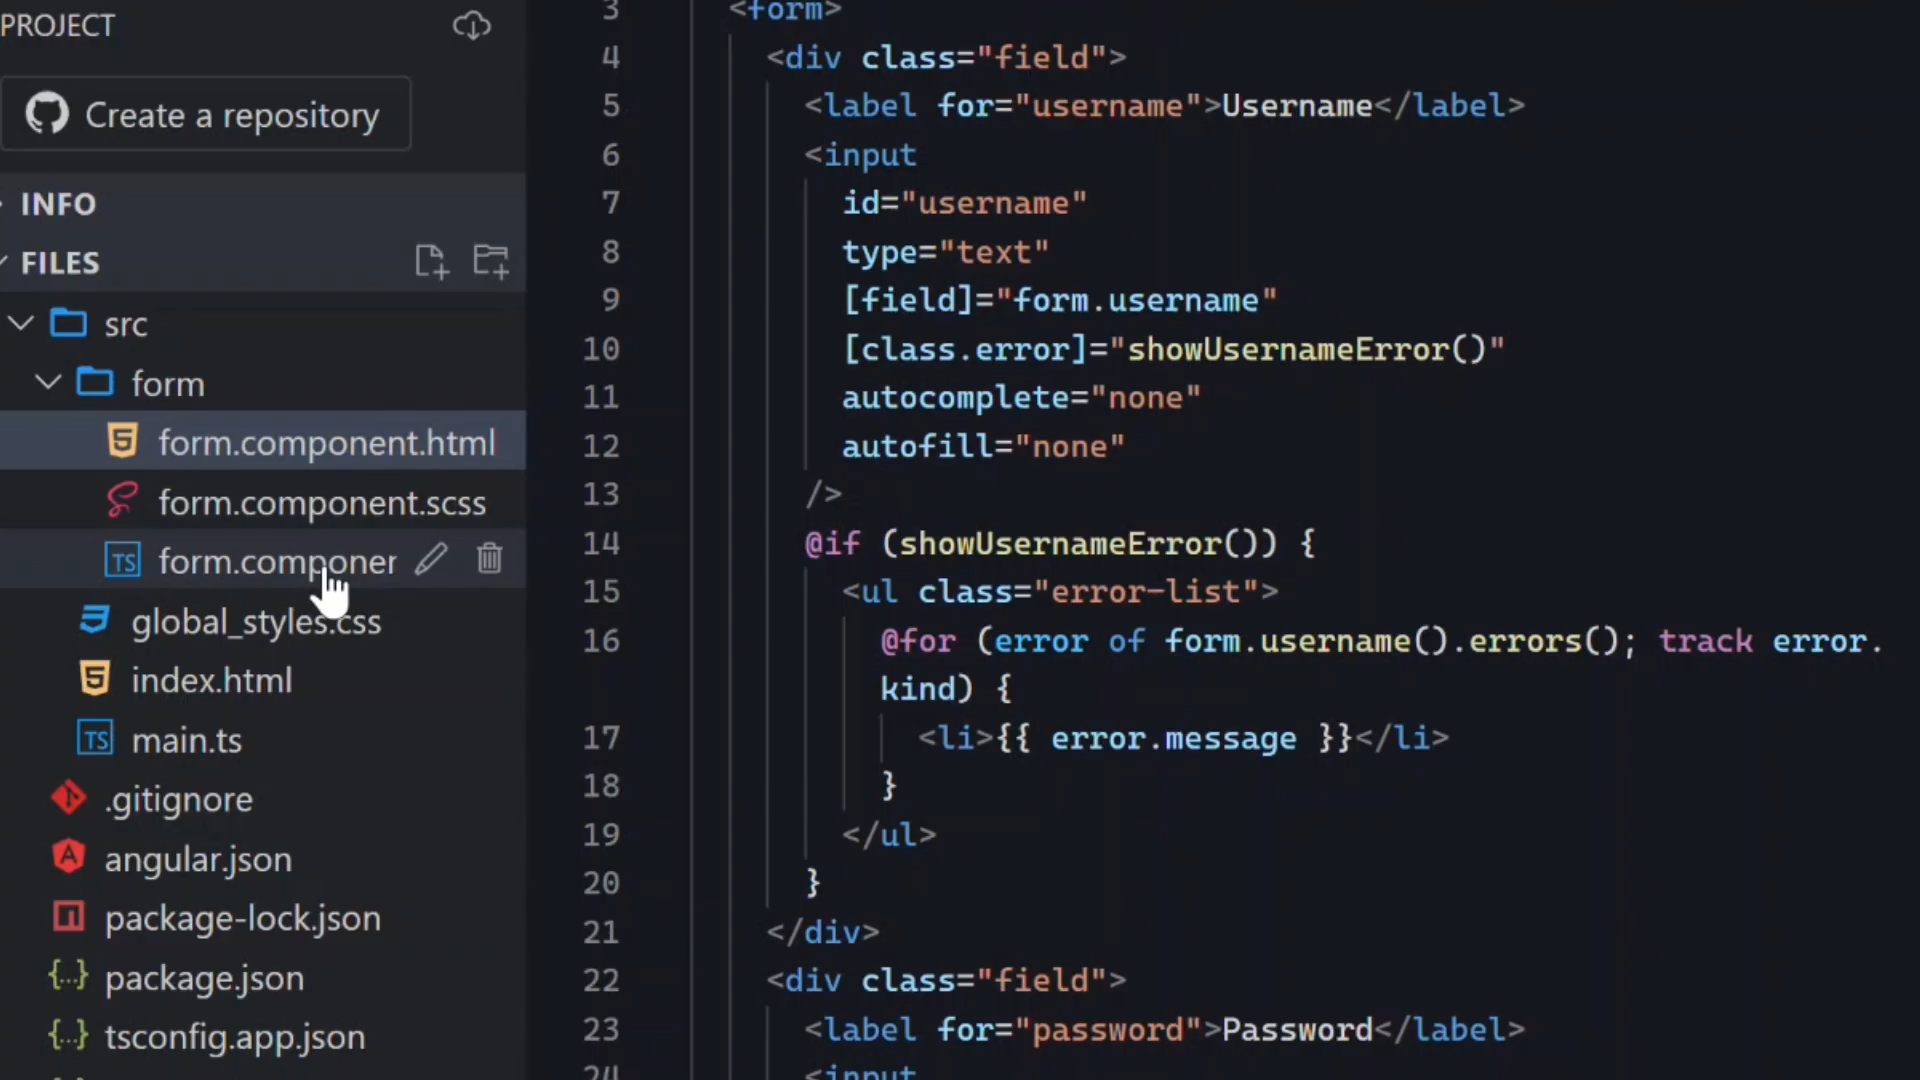 PROJECT
Create a repository
INFO
FILES
src
form
form.component.html
form.component.scss
TS form.componer
global_styles.css
index.html
TS main.ts
.gitignore
angular.json
package-lock.json
{..} package.json
{..} tsconfig.app.json
3 <form>
4 <div class="field">
5 <label for="username">Username</label>
6 <input
7 id="username"
8 type="text"
9 [field]="form.username"
10 [class.error]="showUsernameError()"
11 autocomplete="none"
12 autofill="none"
13 />
14 @if (showUsernameError()) {
15 <ul class="error-list">
16 @for (error of form.username().errors(); track error.
kind) {
17 <li>{{ error.message }}</li>
18 }
19 </ul>
20 }
21 </div>
22 <div class="field">
23 <label for="password">Password</label>
24 <input